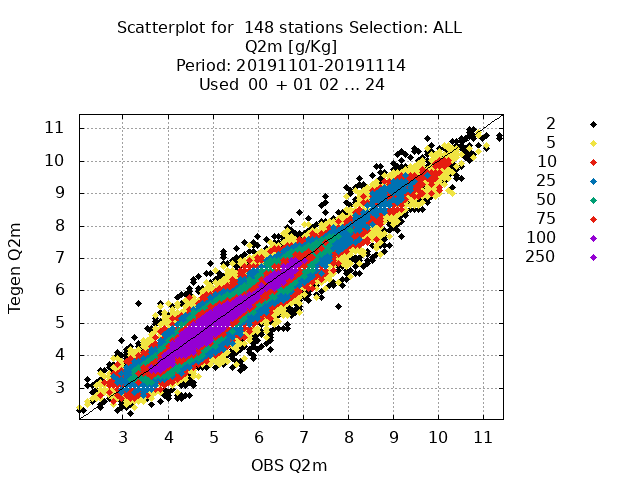 Scatterplot for  148 stations Selection: ALL
Q2m [g/Kg]
Period: 20191101-20191114
Used  00 + 01 02 ... 24
2
5
10
25
50
75
100
250
Tegen Q2m
11
10
9
8
7
6
5
4
3
3 4 5 6 7 8 9 10 11
OBS Q2m